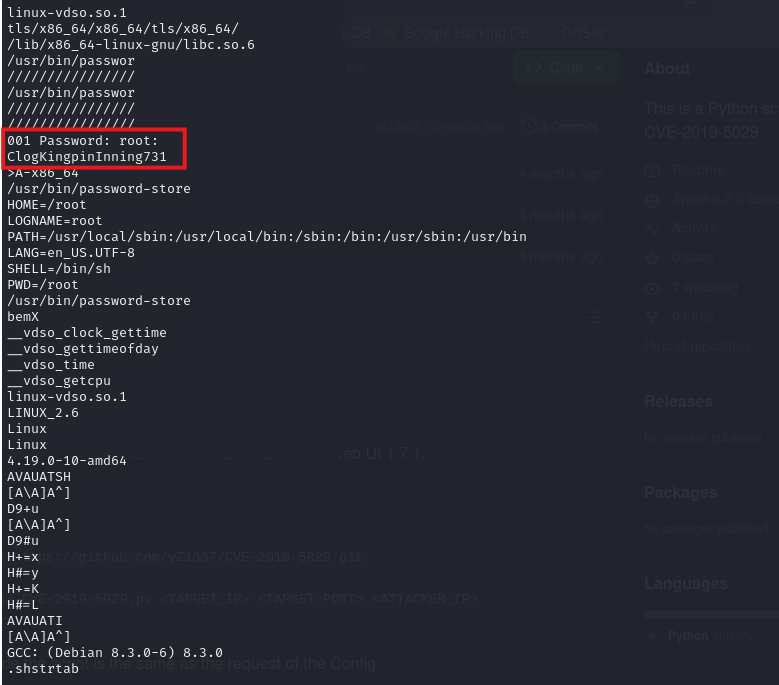 linux-vdso.so.1
tls/x86_64/x86_64/tls/x86_64/
/lib/x86_64-linux-gnu/libc.so.6
/usr/bin/passwor
////////////////
/usr/bin/passwor
////////////////
////////////////
001 Password: root:
ClogKingpinInning731
>A-x86_64
/usr/bin/password-store
HOME=/root
LOGNAME=root
PATH=/usr/local/sbin:/usr/local/bin:/sbin:/bin:/usr/sbin:/usr/bin
LANG=en_US.UTF-8
SHELL=/bin/sh
PWD=/root
/usr/bin/password-store
bemX
__vdso_clock_gettime
__vdso_gettimeofday
__vdso_time
__vdso_getcpu
linux-vdso.so.1
LINUX_2.6
Linux
Linux
4.19.0-10-amd64
AVAUATSH
[A\A]A^]
D9+u
[A\A]A^]
D9#u
H+=x
H#=y
H+=K
H#=L
AVAUATI
[A\A]A^]
GCC: (Debian 8.3.0-6) 8.3.0
.shstrtab
-DB
Google Hacking DB
OffSec
file
<> Code
4 months ago
3 Commits
4 months ago
4 months ago
4 months ago
eb UI 1.7.1.
s://github.com/yZ1337/CVE-2019-5029.git
E-2019-5029.py <TARGET_IP> <TARGET_PORT> <ATTACKER_IP>
is the same as the request of the Config.
About
This is a Python sc
CVE-2019-5029
Readme
Apache-2.0 licen
Activity
0 stars
1 watching
0 forks
Report repository
Releases
No releases published
Packages
No packages published
Languages
Python 100.0%